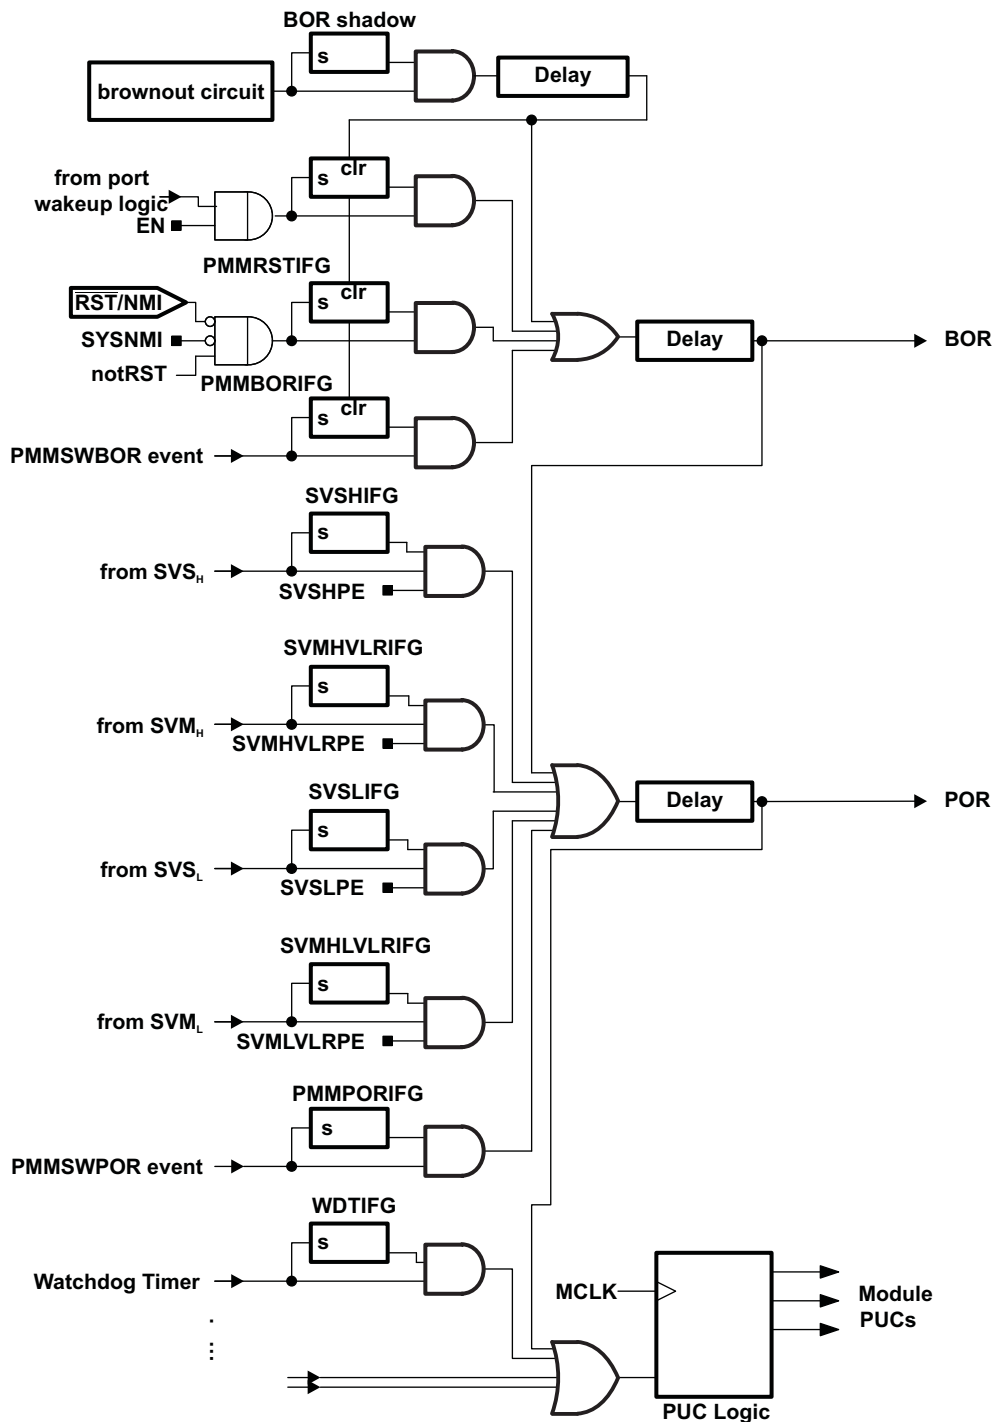 BOR shadow
s
brownout circuit
Delay
from port
wakeup logic
EN
s clr
PMMRSTIFG
RST/NMI
SYSNMI
notRST
s clr
Delay
BOR
PMMBORIFG
s clr
PMMSWBOR event
SVSHIFG
s
from SVSH
SVSHPE
SVMHVLRIFG
s
from SVMH
SVMHVLRPE
SVSLIFG
s
Delay
POR
from SVSL
SVSLPE
SVMHLVLRIFG
s
from SVML
SVMLVLRPE
PMMPORIFG
s
PMMSWPOR event
WDTIFG
s
Watchdog Timer
MCLK
Module
PUCs
PUC Logic